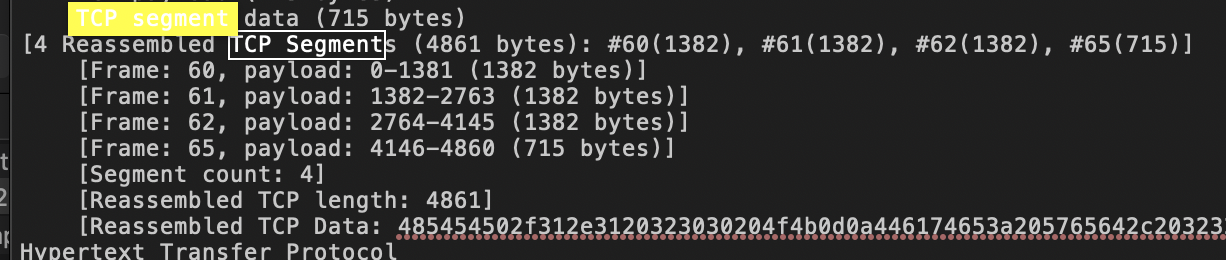 TCP segment data (715 bytes)
[4 Reassembled TCP Segments (4861 bytes): #60(1382), #61(1382), #62(1382), #65(715)]
[Frame: 60, payload: 0-1381 (1382 bytes)]
[Frame: 61, payload: 1382-2763 (1382 bytes)]
[Frame: 62, payload: 2764-4145 (1382 bytes)]
[Frame: 65, payload: 4146-4860 (715 bytes)]
[Segment count: 4]
[Reassembled TCP length: 4861]
[Reassembled TCP Data: 485454502f312e3120323030204f4b0d0a446174653a205765642c203232
Hypertext Transfer Protocol